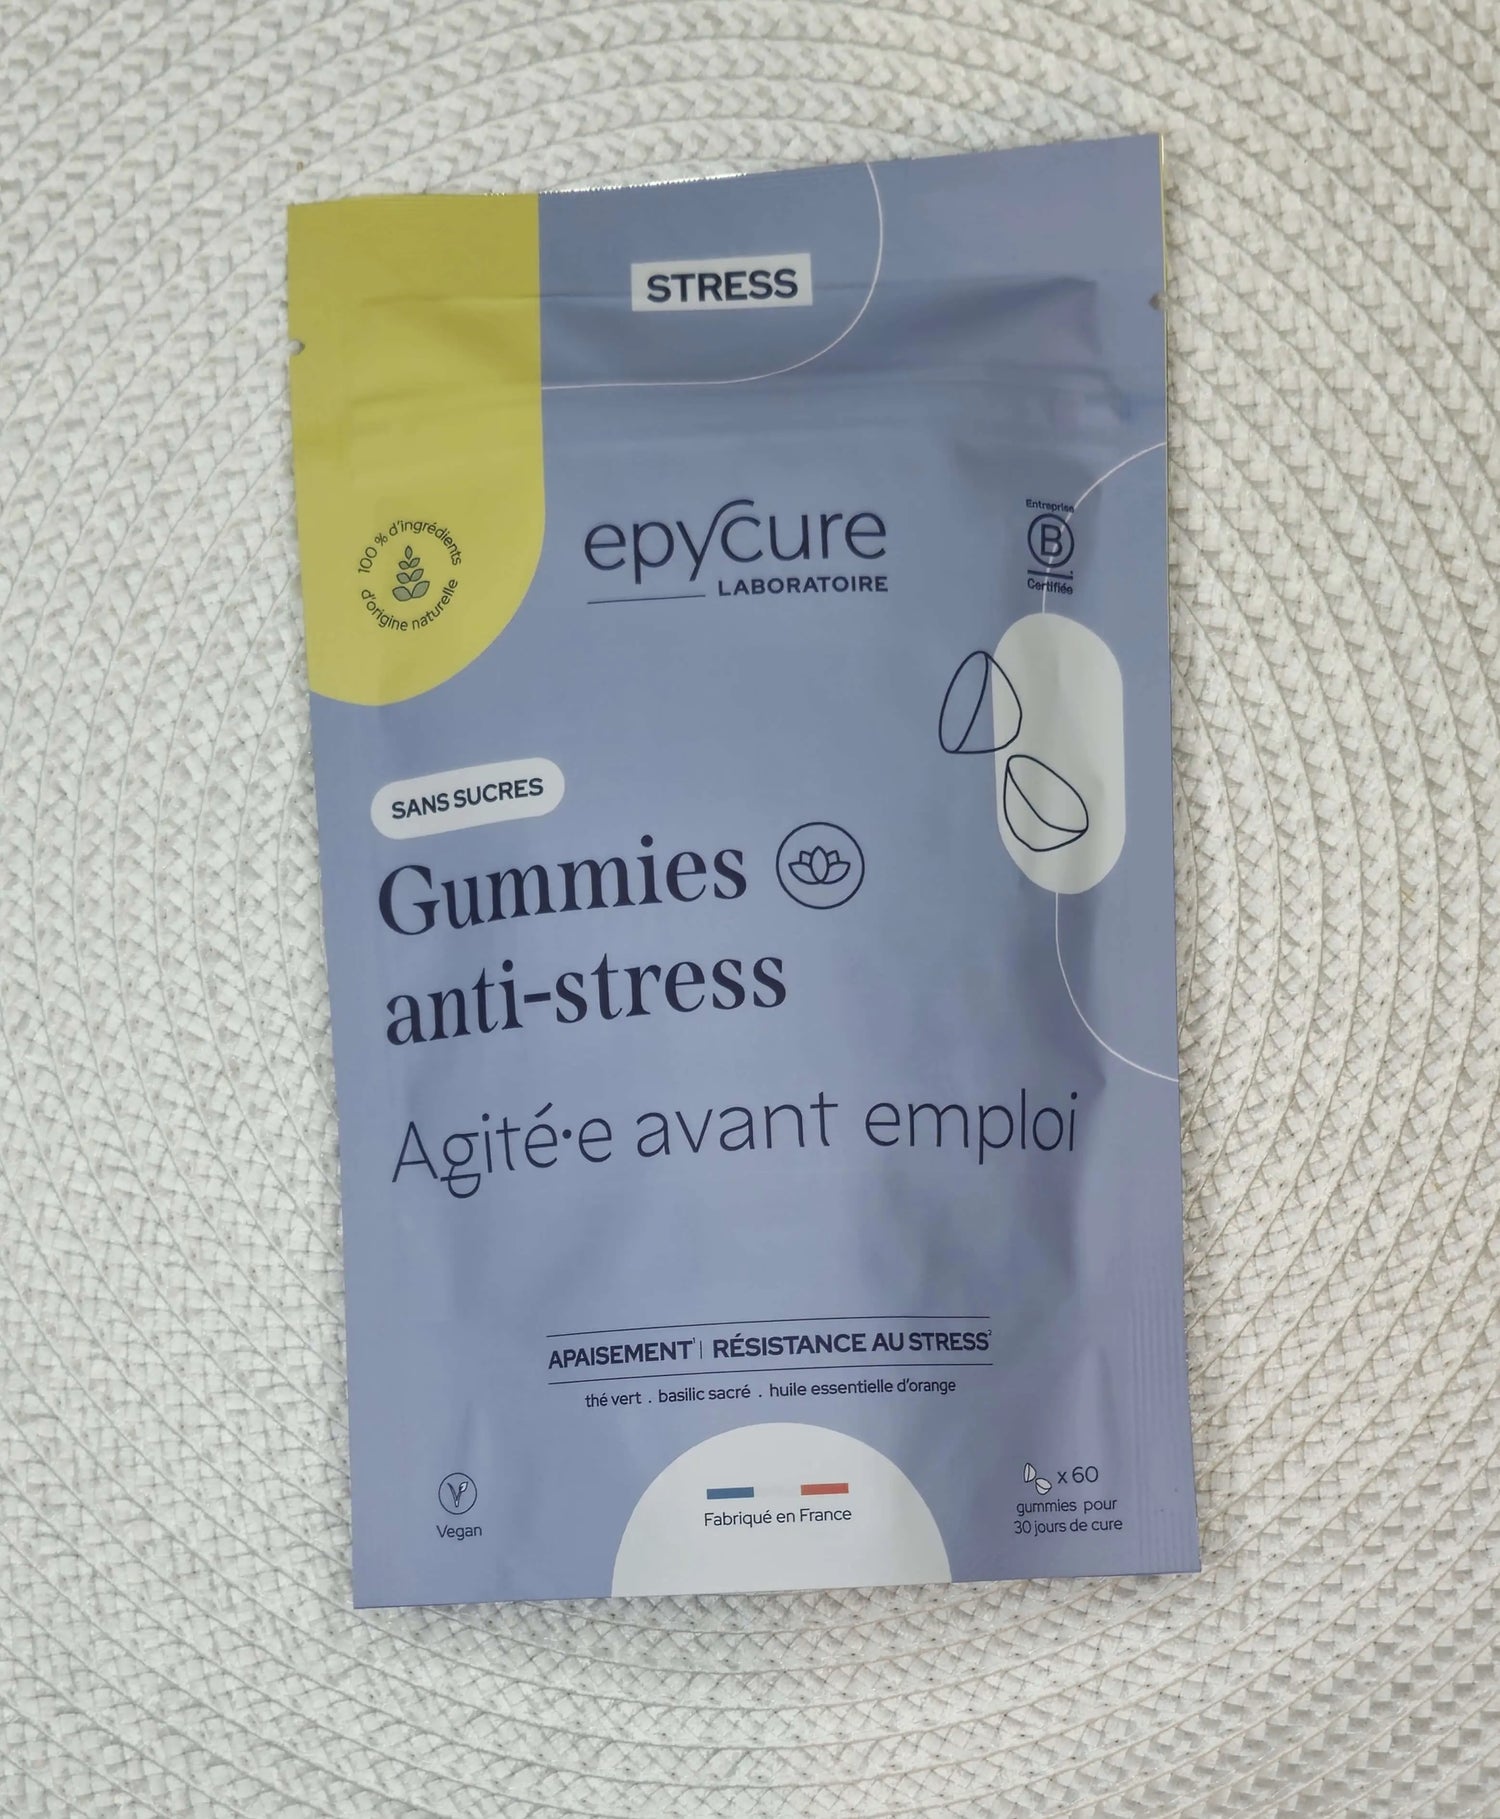 STRESS
100 % d'ingrédients
d'origine naturelle
epycure
LABORATOIRE
Entreprise
B
Certifiée
SANS SUCRES
Gummies
anti-stress
Agité·e avant emploi
APAISEMENT¹ | RÉSISTANCE AU STRESS²
thé vert . basilic sacré . huile essentielle d'orange
Vegan
Fabriqué en France
x 60
gummies pour
30 jours de cure